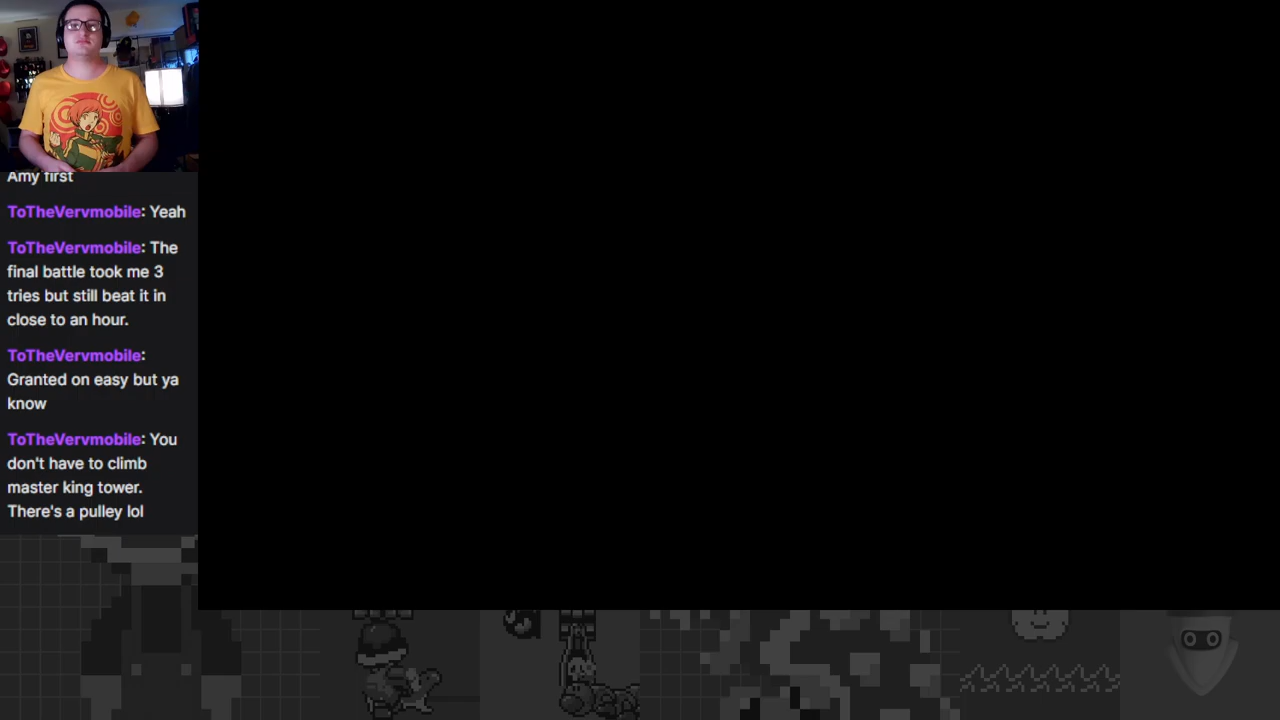 Amy first
ToTheVervmobile: Yeah
ToTheVervmobile: The
final battle took me 3
tries but still beat it in
close to an hour.
ToTheVervmobile:
Granted on easy but ya
know
ToTheVervmobile: You
don't have to climb
master king tower.
There's a pulley lol